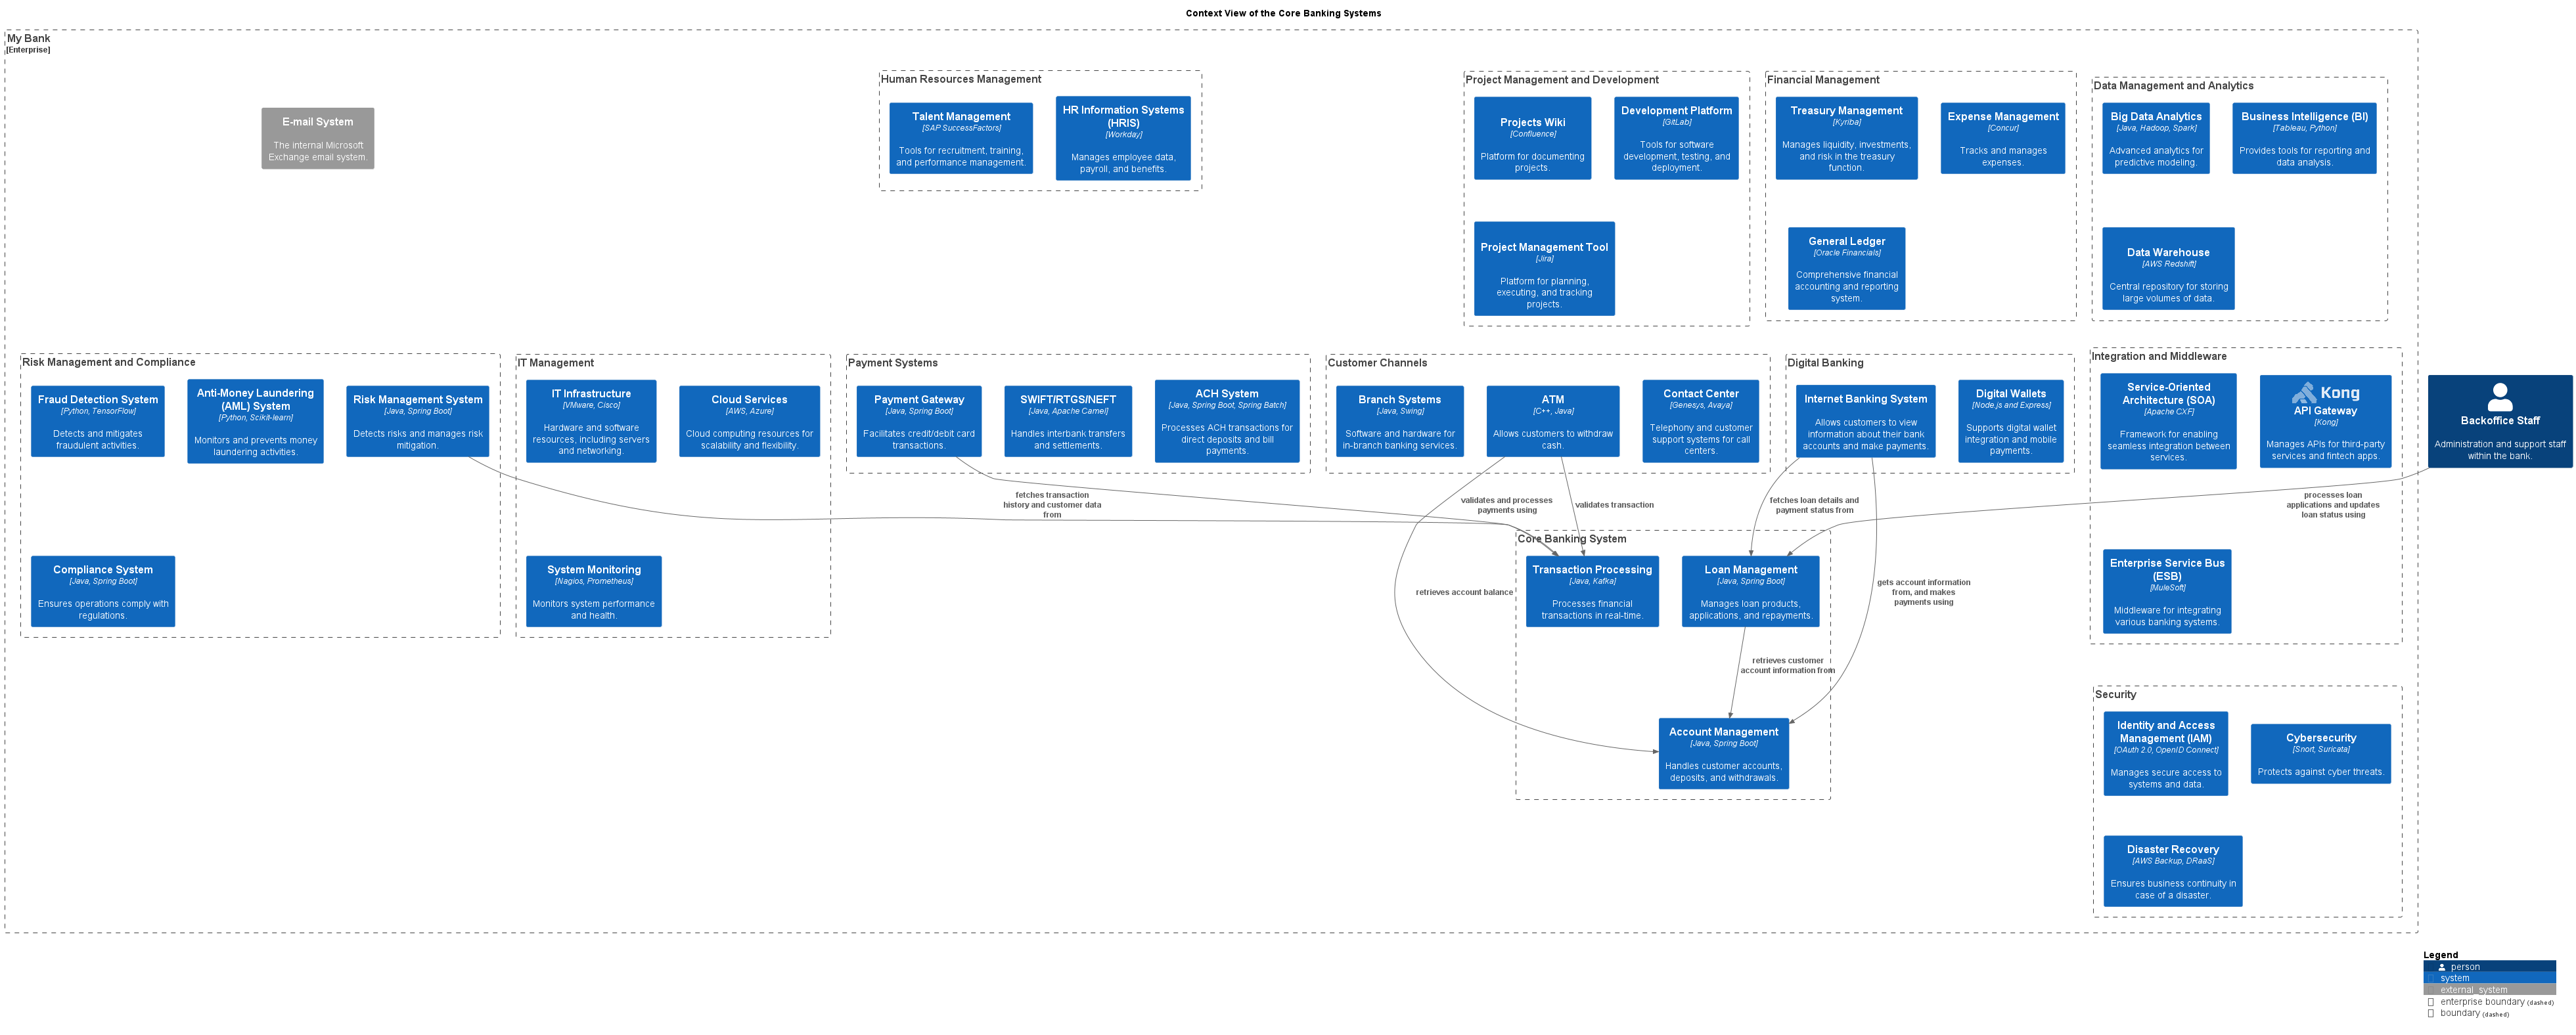 Context View of the Core Banking Systems
My Bank
[Enterprise]
E-mail System
The internal Microsoft
Exchange email system.
Human Resources Management
Talent Management
[SAP SuccessFactors]
Tools for recruitment, training,
and performance management.
HR Information Systems
(HRIS)
[Workday]
Manages employee data,
payroll, and benefits.
Project Management and Development
Projects Wiki
[Confluence]
Platform for documenting
projects.
Development Platform
[GitLab]
Tools for software
development, testing, and
deployment.
Project Management Tool
[Jira]
Platform for planning,
executing, and tracking
projects.
Financial Management
Treasury Management
[Kyriba]
Manages liquidity, investments,
and risk in the treasury
function.
Expense Management
[Concur]
Tracks and manages
expenses.
General Ledger
[Oracle Financials]
Comprehensive financial
accounting and reporting
system.
Data Management and Analytics
Big Data Analytics
[Java, Hadoop, Spark]
Advanced analytics for
predictive modeling.
Business Intelligence (BI)
[Tableau, Python]
Provides tools for reporting and
data analysis.
Data Warehouse
[AWS Redshift]
Central repository for storing
large volumes of data.
Risk Management and Compliance
Fraud Detection System
[Python, TensorFlow]
Detects and mitigates
fraudulent activities.
Anti-Money Laundering
(AML) System
[Python, Scikit-learn]
Monitors and prevents money
laundering activities.
Risk Management System
[Java, Spring Boot]
Detects risks and manages risk
mitigation.
Compliance System
[Java, Spring Boot]
Ensures operations comply with
regulations.
IT Management
IT Infrastructure
[VMware, Cisco]
Hardware and software
resources, including servers
and networking.
Cloud Services
[AWS, Azure]
Cloud computing resources for
scalability and flexibility.
System Monitoring
[Nagios, Prometheus]
Monitors system performance
and health.
Payment Systems
Payment Gateway
[Java, Spring Boot]
Facilitates credit/debit card
transactions.
SWIFT/RTGS/NEFT
[Java, Apache Camel]
Handles interbank transfers
and settlements.
ACH System
[Java, Spring Boot, Spring Batch]
Processes ACH transactions for
direct deposits and bill
payments.
Customer Channels
Branch Systems
[Java, Swing]
Software and hardware for
in-branch banking services.
ATM
[C++, Java]
Allows customers to withdraw
cash.
Contact Center
[Genesys, Avaya]
Telephony and customer
support systems for call
centers.
Digital Banking
Internet Banking System
Allows customers to view
information about their bank
accounts and make payments.
Digital Wallets
[Node.js and Express]
Supports digital wallet
integration and mobile
payments.
Integration and Middleware
Service-Oriented
Architecture (SOA)
[Apache CXF]
Framework for enabling
seamless integration between
services.
Kong
API Gateway
[Kong]
Manages APIs for third-party
services and fintech apps.
Enterprise Service Bus
(ESB)
[MuleSoft]
Middleware for integrating
various banking systems.
Backoffice Staff
Administration and support staff
within the bank.
fetches transaction
history and customer data
from
validates and processes
payments using
validates transaction
fetches loan details and
payment status from
processes loan
applications and updates
loan status using
retrieves account balance
gets account information
from, and makes
payments using
Core Banking System
Transaction Processing
[Java, Kafka]
Processes financial
transactions in real-time.
Loan Management
[Java, Spring Boot]
Manages loan products,
applications, and repayments.
retrieves customer
account information from
Account Management
[Java, Spring Boot]
Handles customer accounts,
deposits, and withdrawals.
Security
Identity and Access
Management (IAM)
[OAuth 2.0, OpenID Connect]
Manages secure access to
systems and data.
Cybersecurity
[Snort, Suricata]
Protects against cyber threats.
Disaster Recovery
[AWS Backup, DRaaS]
Ensures business continuity in
case of a disaster.
Legend
person
system
external_system
enterprise boundary (dashed)
boundary (dashed)